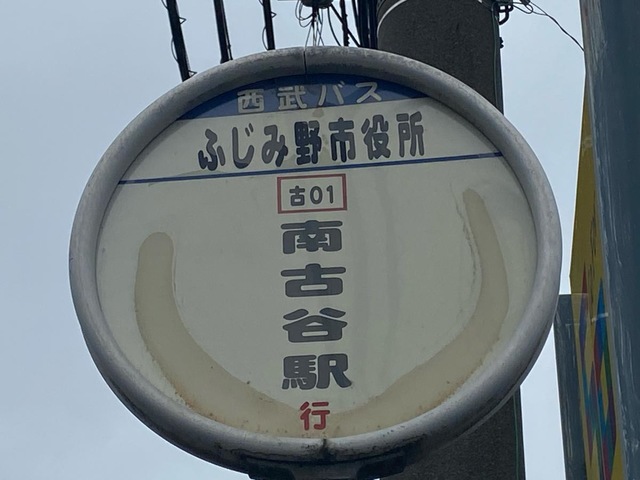 西武バス
ふじみ野市役所
古01
南古谷駅
行